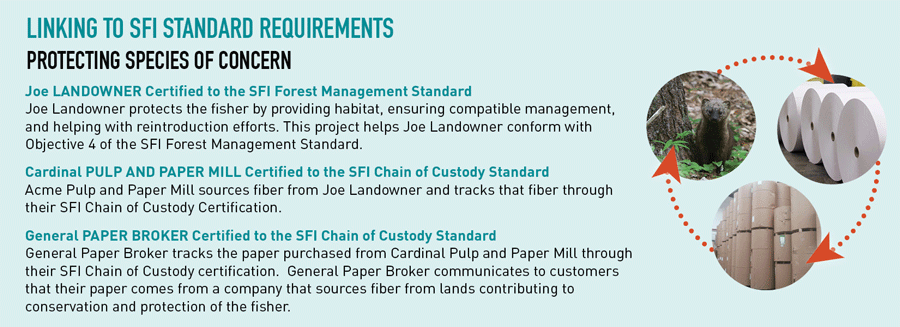 LINKING TO SFI STANDARD REQUIREMENTS
PROTECTING SPECIES OF CONCERN
Joe LANDOWNER Certified to the SFI Forest Management Standard
Joe Landowner protects the fisher by providing habitat, ensuring compatible management,
and helping with reintroduction efforts. This project helps Joe Landowner conform with
Objective 4 of the SFI Forest Management Standard.
Cardinal PULP AND PAPER MILL Certified to the SFI Chain of Custody Standard
Acme Pulp and Paper Mill sources fiber from Joe Landowner and tracks that fiber through
their SFI Chain of Custody Certification.
General PAPER BROKER Certified to the SFI Chain of Custody Standard
General Paper Broker tracks the paper purchased from Cardinal Pulp and Paper Mill through
their SFI Chain of Custody certification.  General Paper Broker communicates to customers
that their paper comes from a company that sources fiber from lands contributing to
conservation and protection of the fisher.